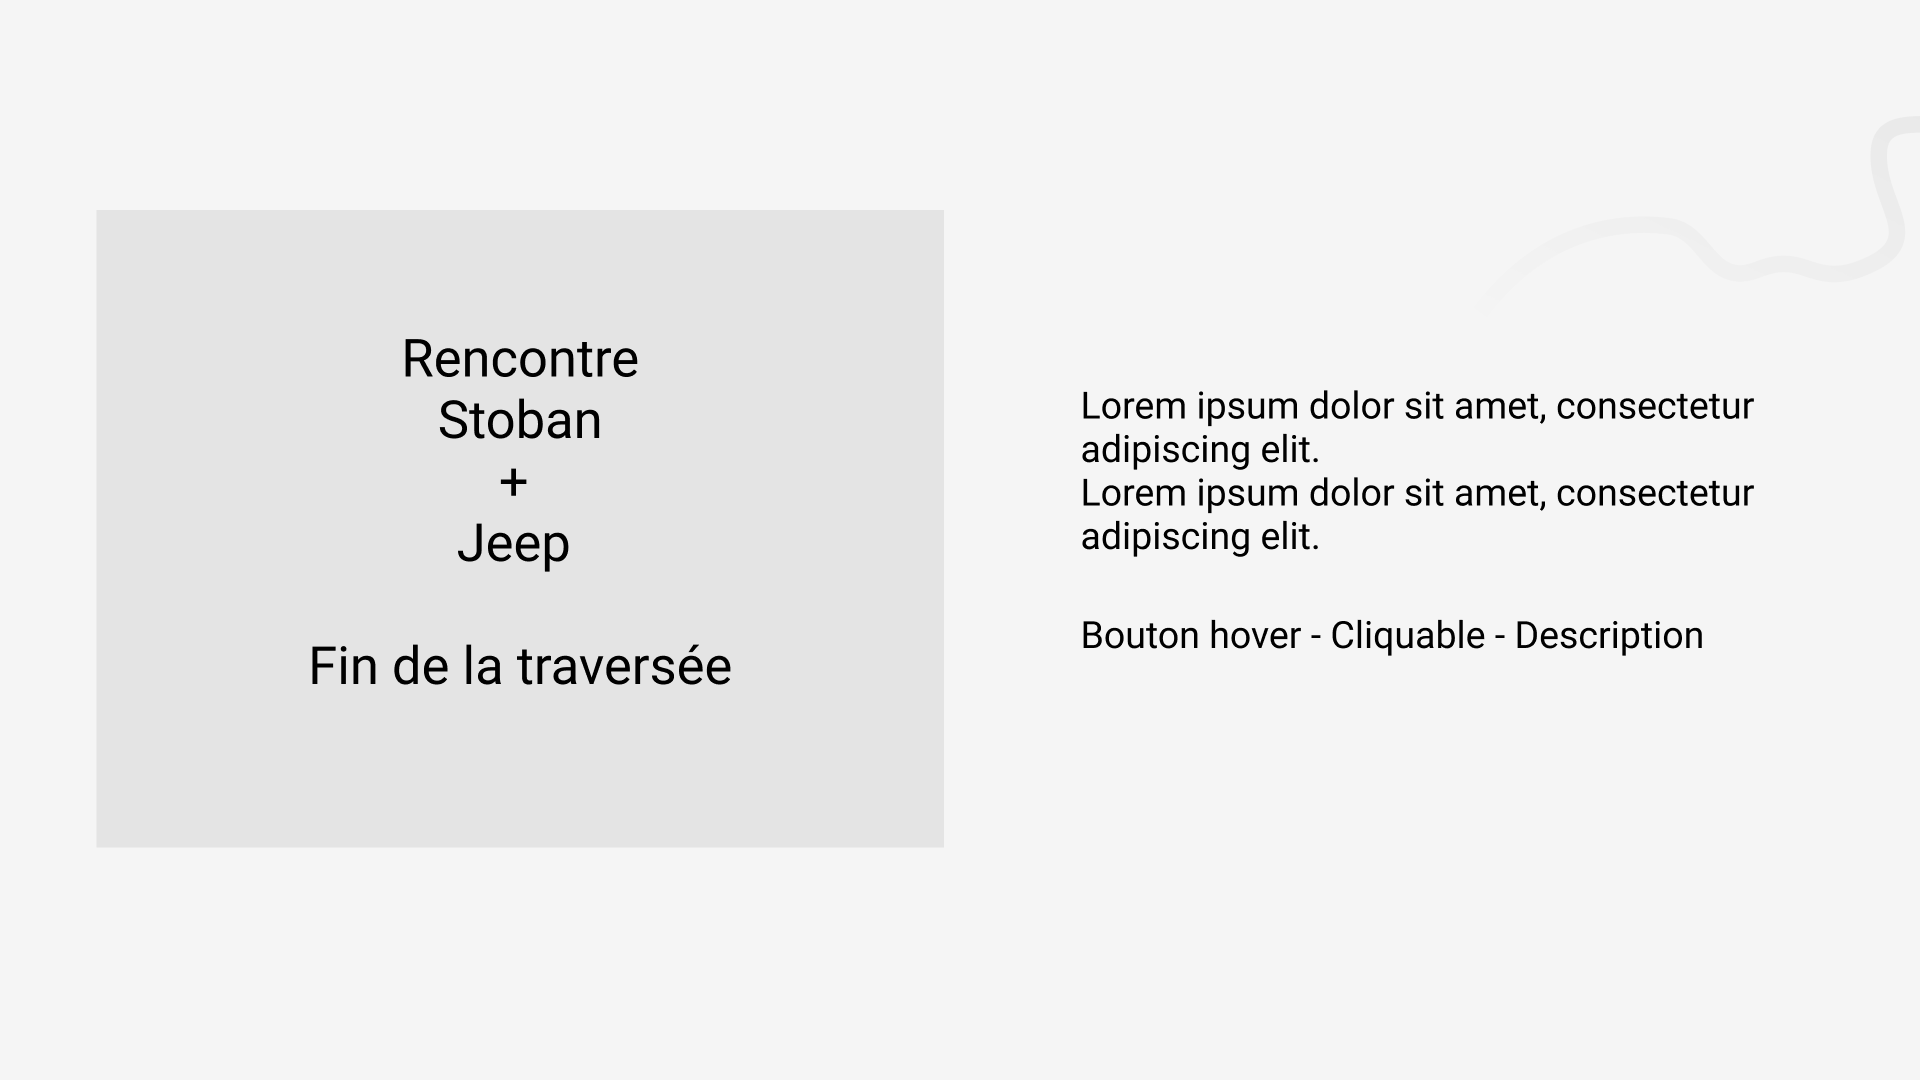 Rencontre
Stoban
+
Jeep
Fin de la traversée
Lorem ipsum dolor sit amet, consectetur
adipiscing elit.
Lorem ipsum dolor sit amet, consectetur
adipiscing elit.
Bouton hover - Cliquable - Description